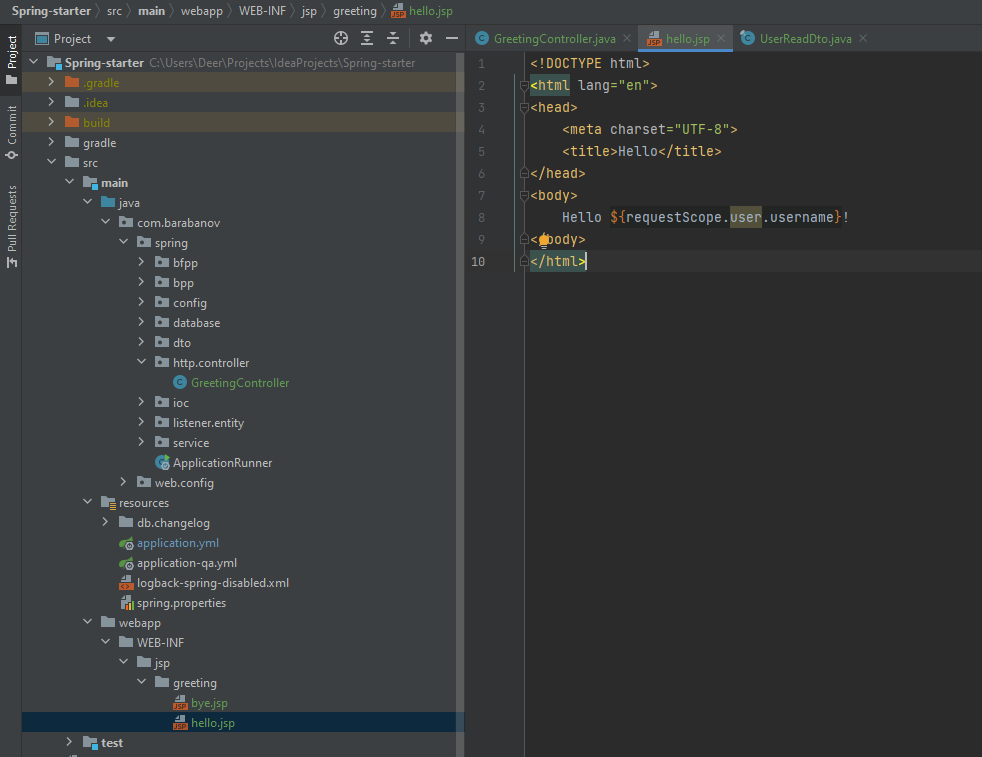 Spring-starter src main webapp WEB-INF jsp greeting hello.jsp
Project
Commit
Pull Requests
Project
Spring-starter C:\Users\Deer\Projects\IdeaProjects\Spring-starter
.gradle
.idea
build
gradle
src
main
java
com.barabanov
spring
bfpp
bpp
config
database
dto
http.controller
GreetingController
ioc
listener.entity
service
ApplicationRunner
web.config
resources
db.changelog
application.yml
application-qa.yml
logback-spring-disabled.xml
spring.properties
webapp
WEB-INF
jsp
greeting
bye.jsp
hello.jsp
test
GreetingController.java hello.jsp UserReadDto.java
1 <!DOCTYPE html>
2 <html lang="en">
3 <head>
4 <meta charset="UTF-8">
5 <title>Hello</title>
6 </head>
7 <body>
8 Hello ${requestScope.user.username}!
9 </body>
10 </html>